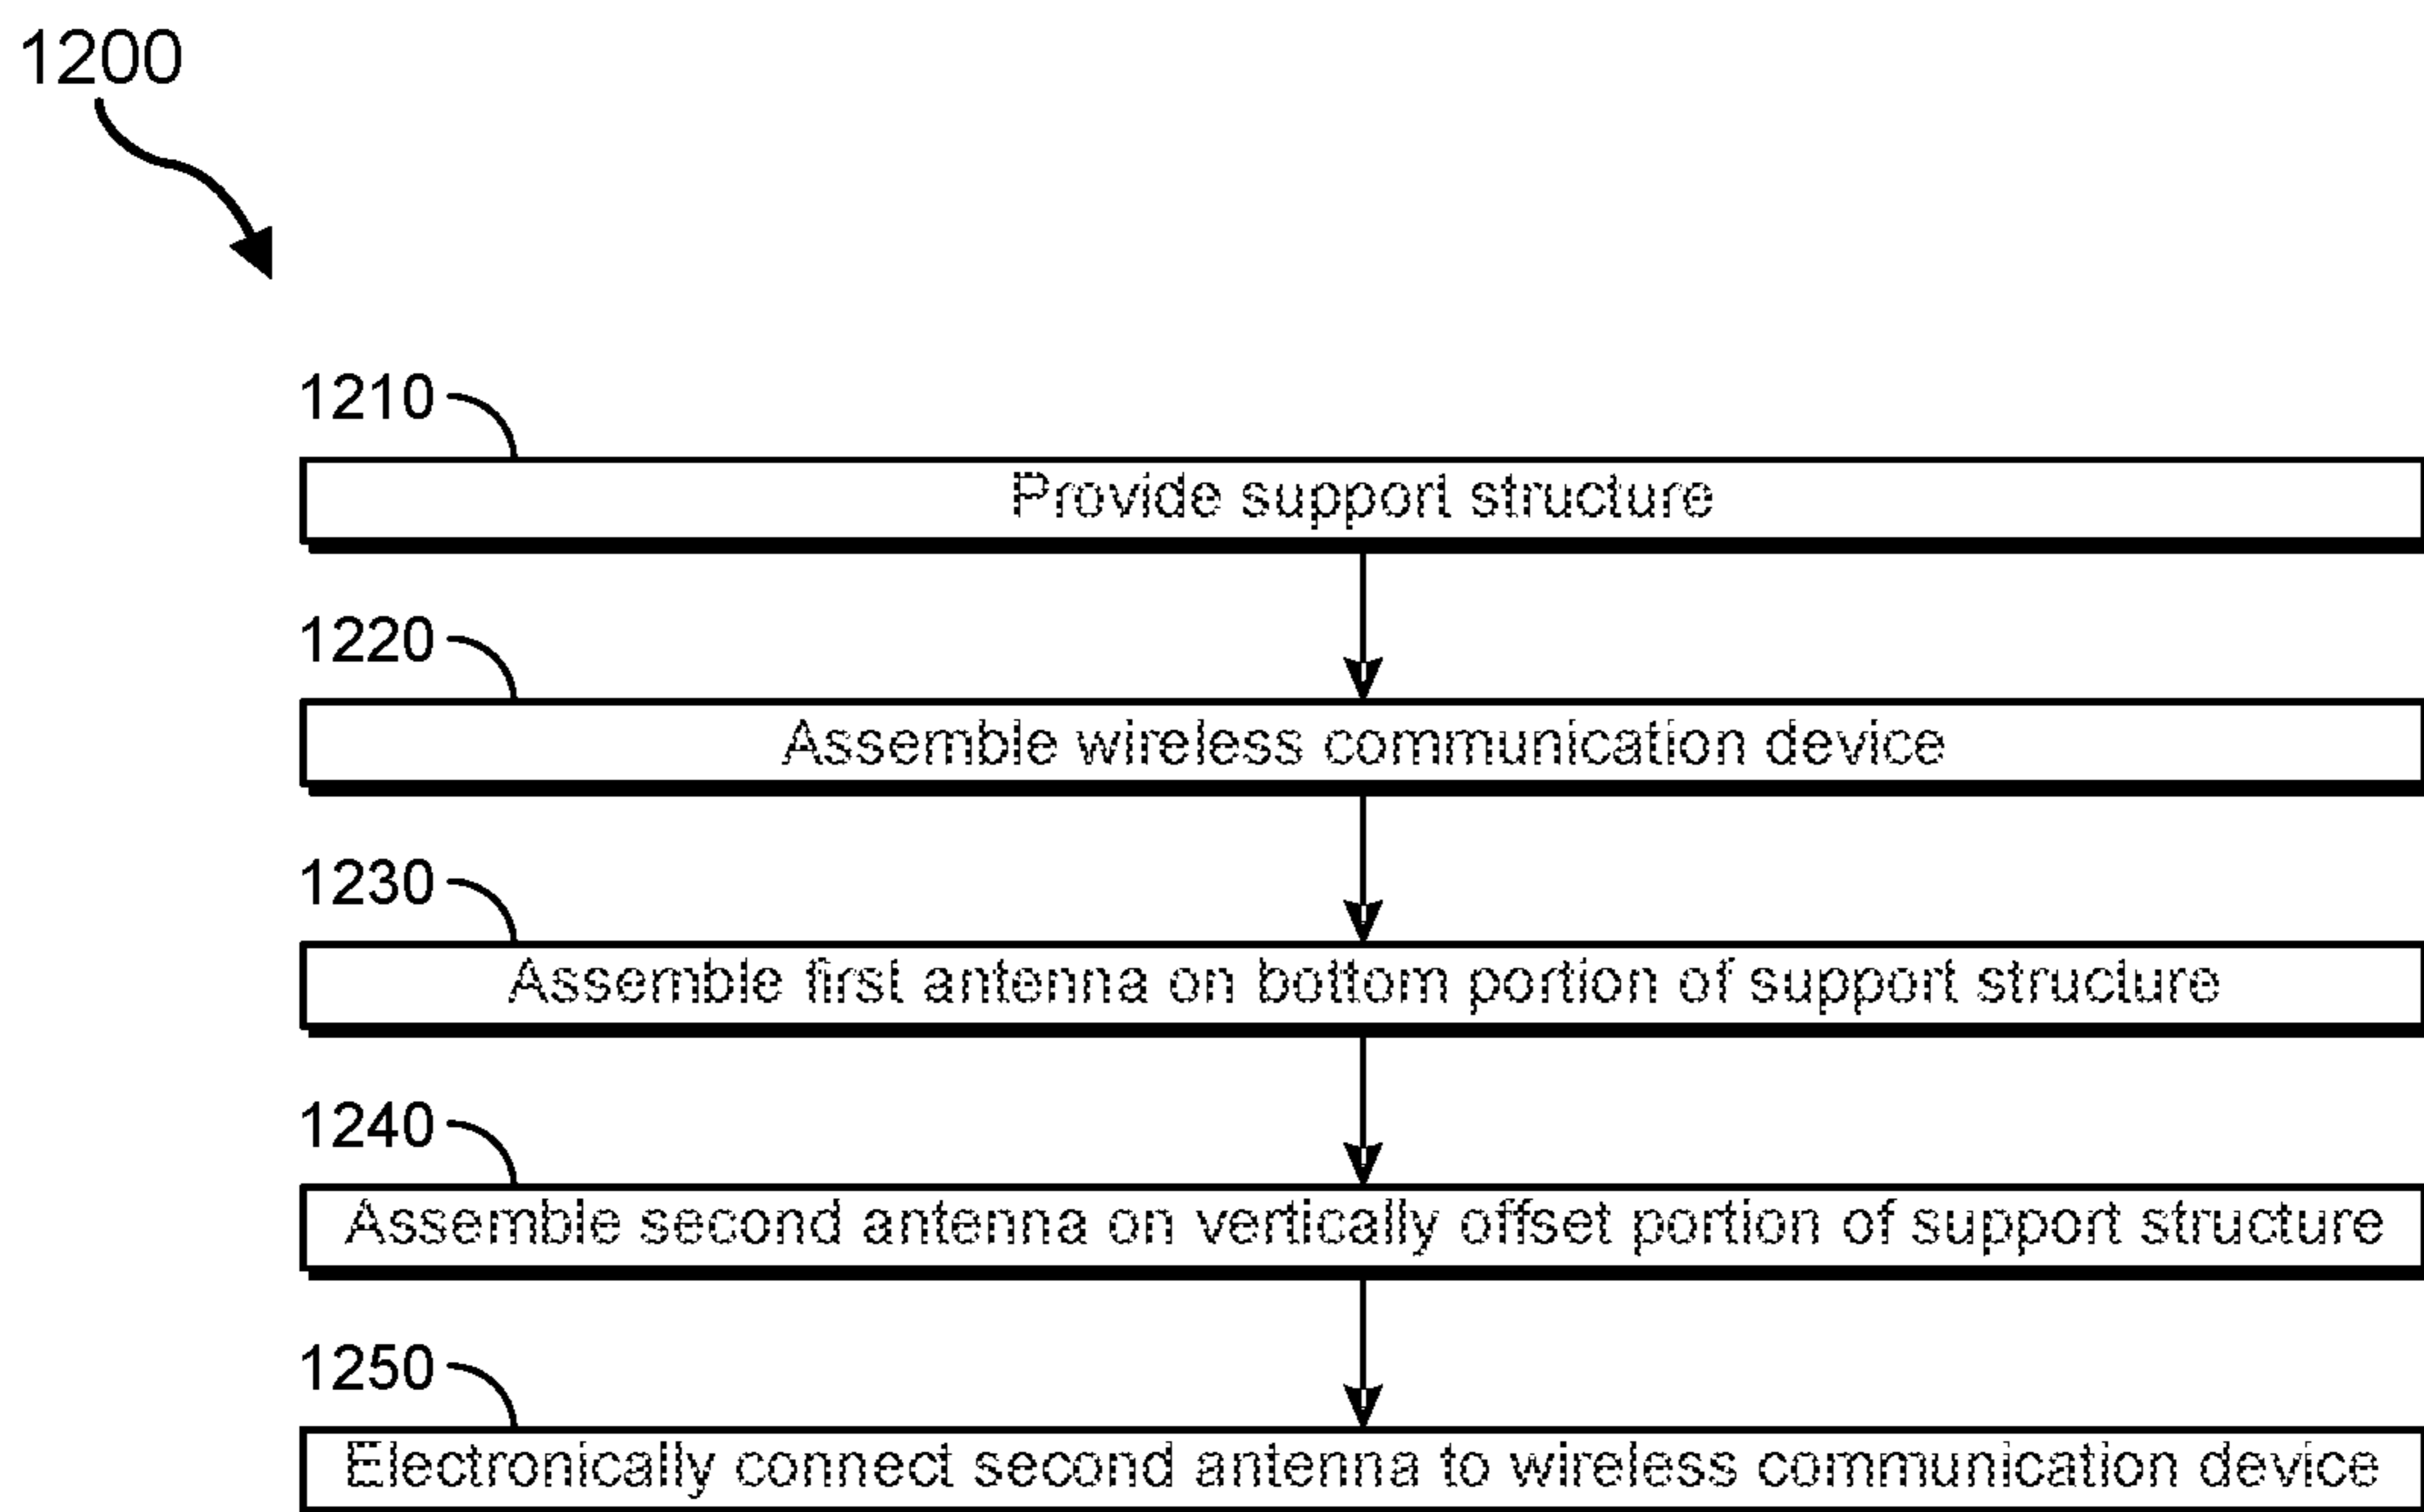 1200
1210
Provide support structure
1220
Assemble wireless communication device
1230
Assemble first antenna on bottom portion of support structure
1240
Assemble second antenna on vertically offset portion of support structure
1250
Electronically connect second antenna to wireless communication device